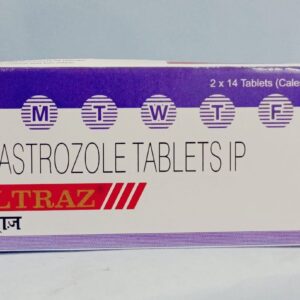 2 x 14 Tablets (Cale
M T W T F
ASTROZOLE TABLETS IP
LTRAZ